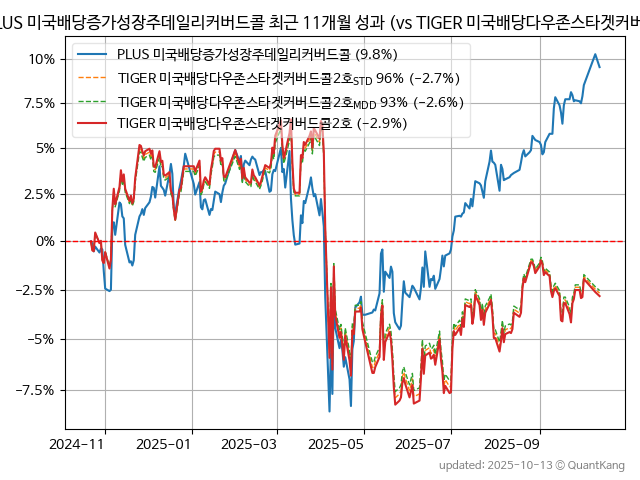 LUS 미국배당증가성장주데일리커버드콜 최근 11개월 성과 (vs TIGER 미국배당다우존스타겟커버
PLUS 미국배당증가성장주데일리커버드콜 (9.8%)
TIGER 미국배당다우존스타겟커버드콜2호STD 96% (−2.7%)
TIGER 미국배당다우존스타겟커버드콜2호MDD 93% (−2.6%)
TIGER 미국배당다우존스타겟커버드콜2호 (−2.9%)
10%
7.5%
5%
2.5%
0%
−2.5%
−5%
−7.5%
2024−11 2025−01 2025−03 2025−05 2025−07 2025−09
updated: 2025-10-13 ⓒ QuantKang